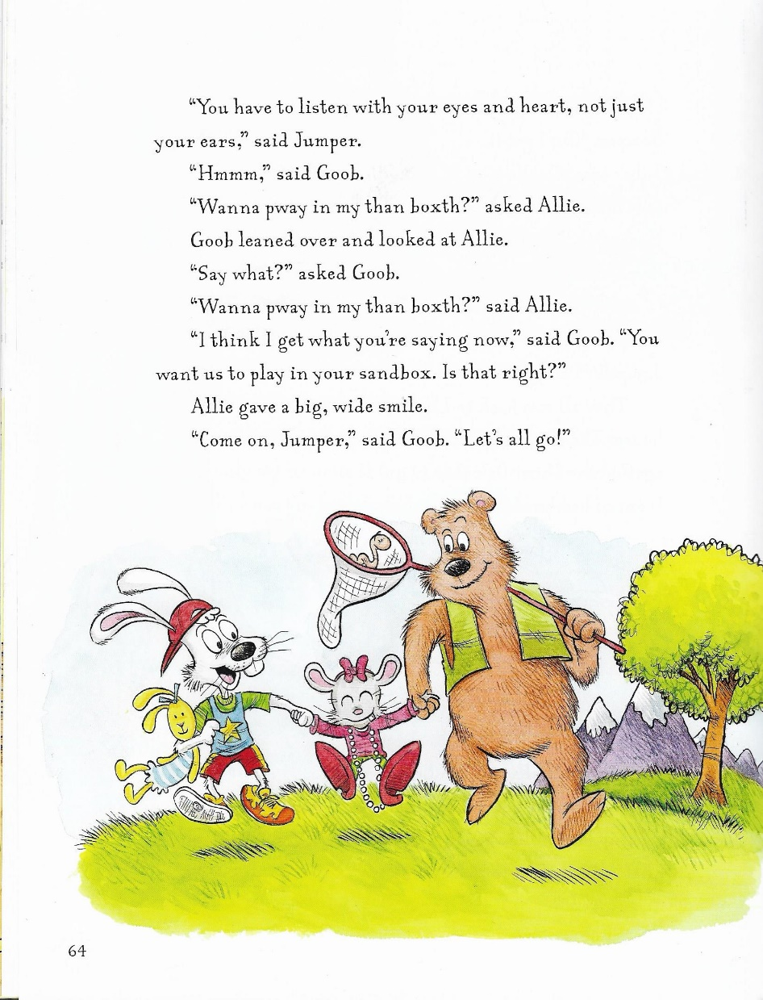 “You have to listen with your eyes and heart, not just
your ears,” said Jumper.
“Hmmm,” said Goob.
“Wanna pway in my than boxth?” asked Allie.
Goob leaned over and looked at Allie.
“Say what?” asked Goob.
“Wanna pway in my than boxth?” said Allie.
“I think I get what you’re saying now,” said Goob. “You
want us to play in your sandbox. Is that right?”
Allie gave a big, wide smile.
“Come on, Jumper,” said Goob. “Let’s all go!”
64